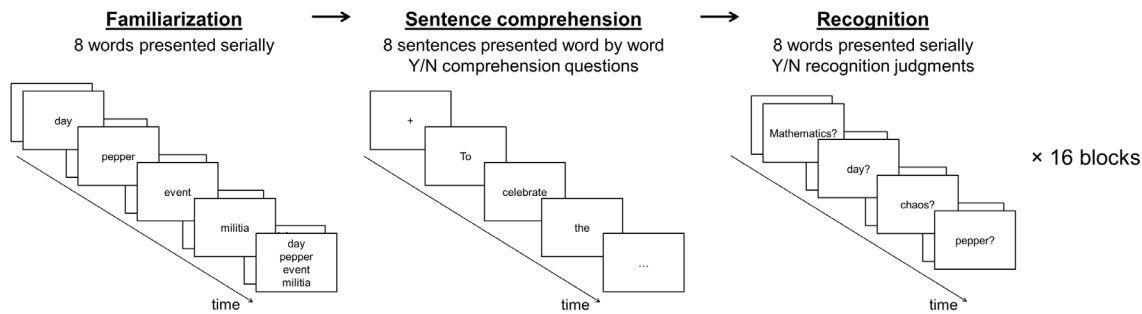 Familiarization
8 words presented serially
day
pepper
event
militia
day
pepper
event
militia
time
Sentence comprehension
8 sentences presented word by word
Y/N comprehension questions
+
To
celebrate
the
...
time
Recognition
8 words presented serially
Y/N recognition judgments
Mathematics?
day?
chaos?
pepper?
time
× 16 blocks